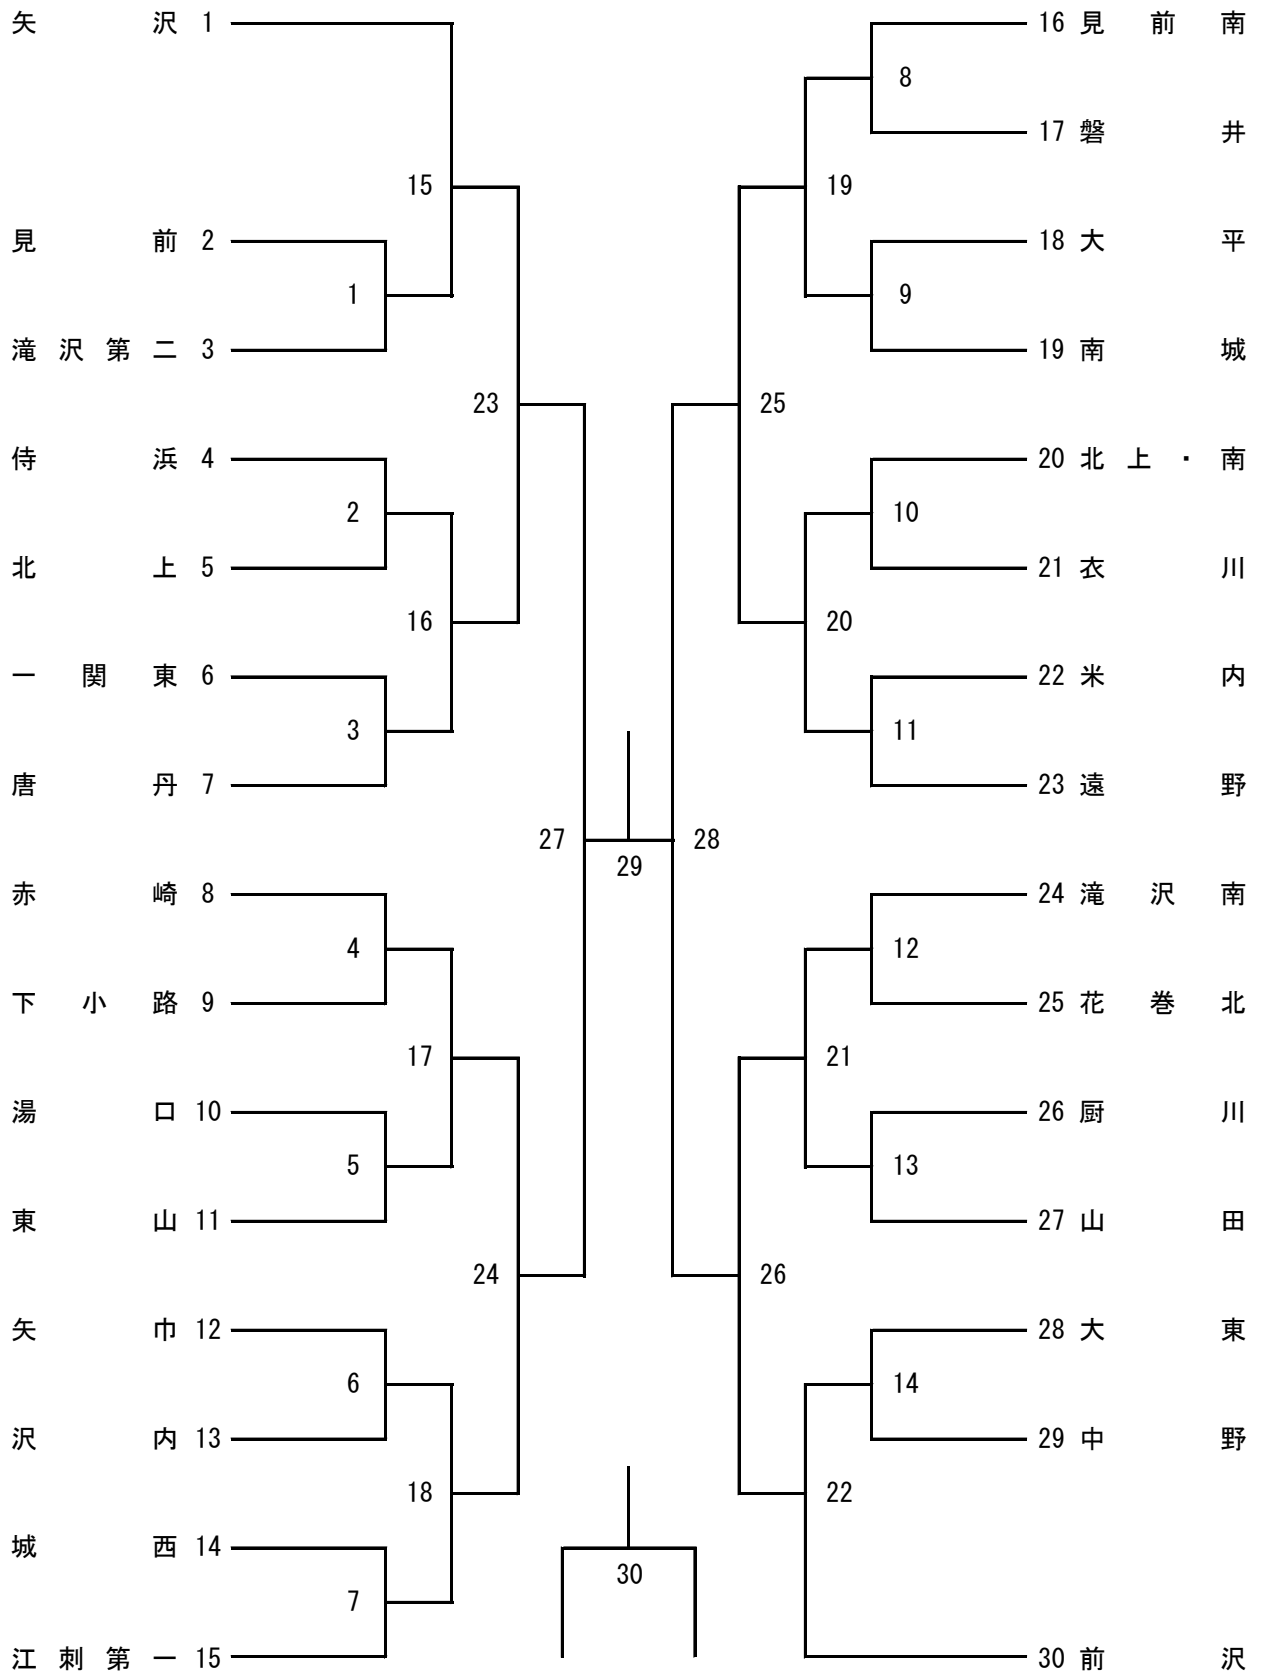 矢沢 1
15
見前 2
1
滝沢第二 3
23
侍浜 4
2
北上 5
16
一関東 6
3
唐丹 7
27
29
28
赤崎 8
4
下小路 9
17
湯口 10
5
東山 11
24
矢巾 12
6
沢内 13
18
城西 14
7
江刺第一 15
30
16 見前南
8
17 磐井
19
18 大平
9
19 南城
25
20 北上・南
10
21 衣川
20
22 米内
11
23 遠野
24 滝沢南
12
25 花巻北
21
26 厨川
13
27 山田
26
28 大東
14
29 中野
22
30 前沢